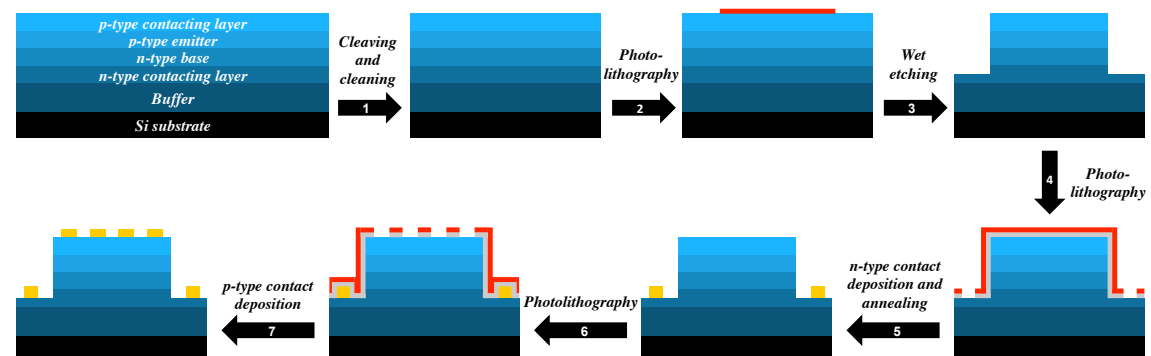 p-type contacting layer
p-type emitter
n-type base
n-type contacting layer
Buffer
Si substrate
Cleaving
and
cleaning
1
Photo-
lithography
2
Wet
etching
3
4
Photo-
lithography
n-type contact
deposition and
annealing
5
Photolithography
6
p-type contact
deposition
7